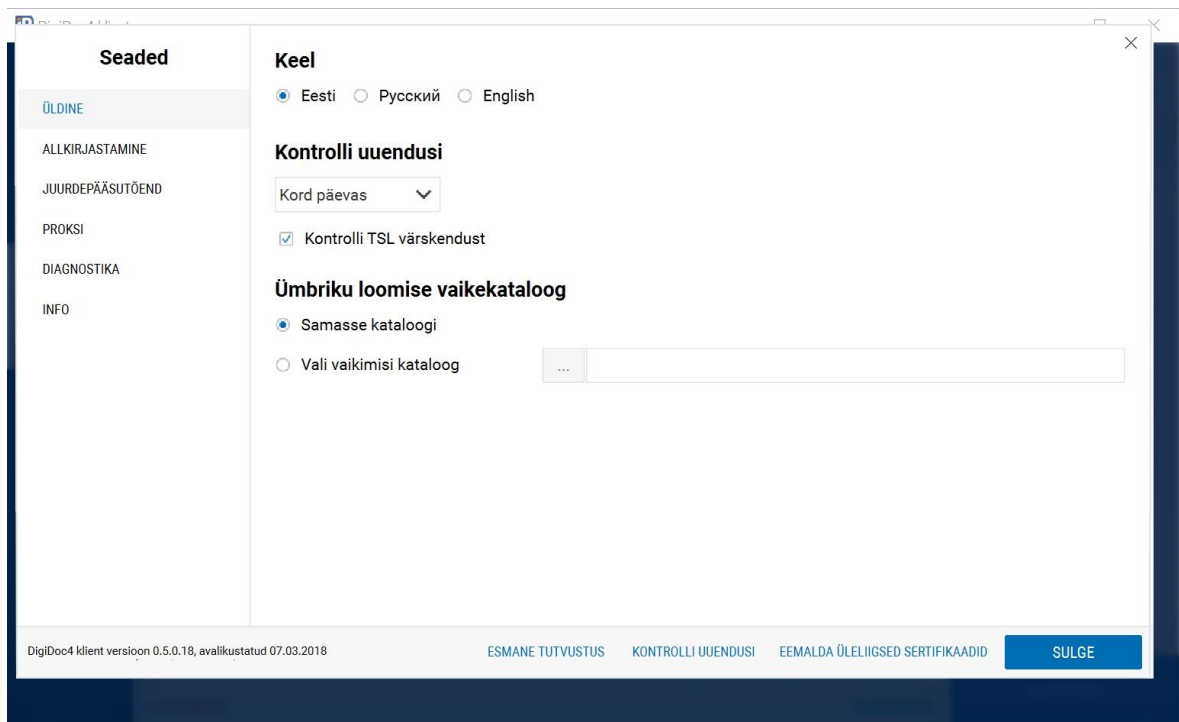 Seaded
ÜLDINE
ALLKIRJASTAMINE
JUURDEPÄÄSUTÕEND
PROKSI
DIAGNOSTIKA
INFO
Keel
Eesti Русский English
Kontrolli uuendusi
Kord päevas
Kontrolli TSL värskendust
Ümbriku loomise vaikekataloog
Samasse kataloogi
Vali vaikimisi kataloog ...
DigiDoc4 klient versioon 0.5.0.18, avalikustatud 07.03.2018
ESMANE TUTVUSTUS KONTROLLI UUENDUSI EEMALDA ÜLELIIGSED SERTIFIKAADID SULGE